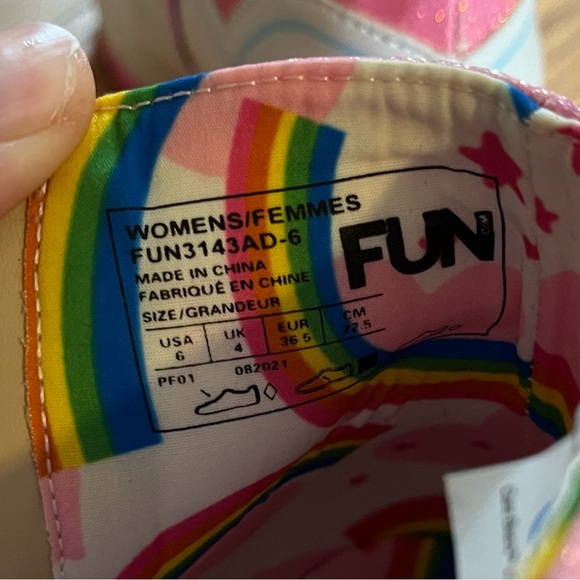 WOMENS/FEMMES
FUN3143AD-6
MADE IN CHINA
FABRIQUÉ EN CHINE
SIZE/GRANDEUR
FUN
.COM
USA UK EUR CM
6 4 36.5 22.5
PF01 082021